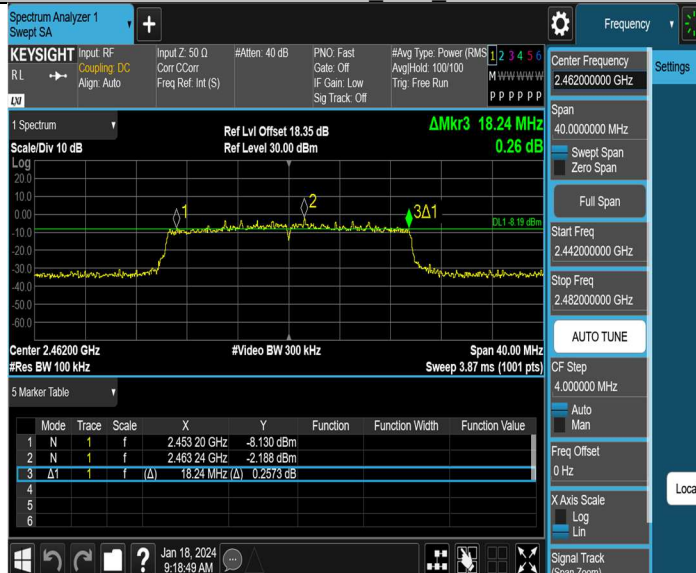 Spectrum Analyzer 1
Swept SA
KEYSIGHT
RL
LXI
Input: RF
Coupling: DC
Align: Auto
Input Z: 50 Ω
Corr CCorr
Freq Ref: Int (S)
#Atten: 40 dB
PNO: Fast
Gate: Off
IF Gain: Low
Sig Track: Off
#Avg Type: Power (RMS
Avg|Hold: 100/100
Trig: Free Run
1 2 3 4 5 6
M W W W W W
P P P P P P
1 Spectrum
Scale/Div 10 dB
Ref Lvl Offset 18.35 dB
Ref Level 30.00 dBm
ΔMkr3 18.24 MHz
0.26 dB
Log
20.0
10.0
0.00
-10.0
-20.0
-30.0
-40.0
-50.0
-60.0
1
2
3Δ1
DL1 -8.19 dBm
Center 2.46200 GHz
#Res BW 100 kHz
#Video BW 300 kHz
Span 40.00 MHz
Sweep 3.87 ms (1001 pts)
5 Marker Table
Mode Trace Scale X Y Function Function Width Function Value
1 N 1 f 2.453 20 GHz -8.130 dBm
2 N 1 f 2.463 24 GHz -2.188 dBm
3 Δ1 1 f (Δ) 18.24 MHz (Δ) 0.2573 dB
4
5
6
?
Jan 18, 2024
9:18:49 AM
Frequency
Settings
Center Frequency
2.462000000 GHz
Span
40.0000000 MHz
Swept Span
Zero Span
Full Span
Start Freq
2.442000000 GHz
Stop Freq
2.482000000 GHz
AUTO TUNE
CF Step
4.000000 MHz
Auto
Man
Freq Offset
0 Hz
X Axis Scale
Log
Lin
Signal Track
(Span Zoom)
Loca